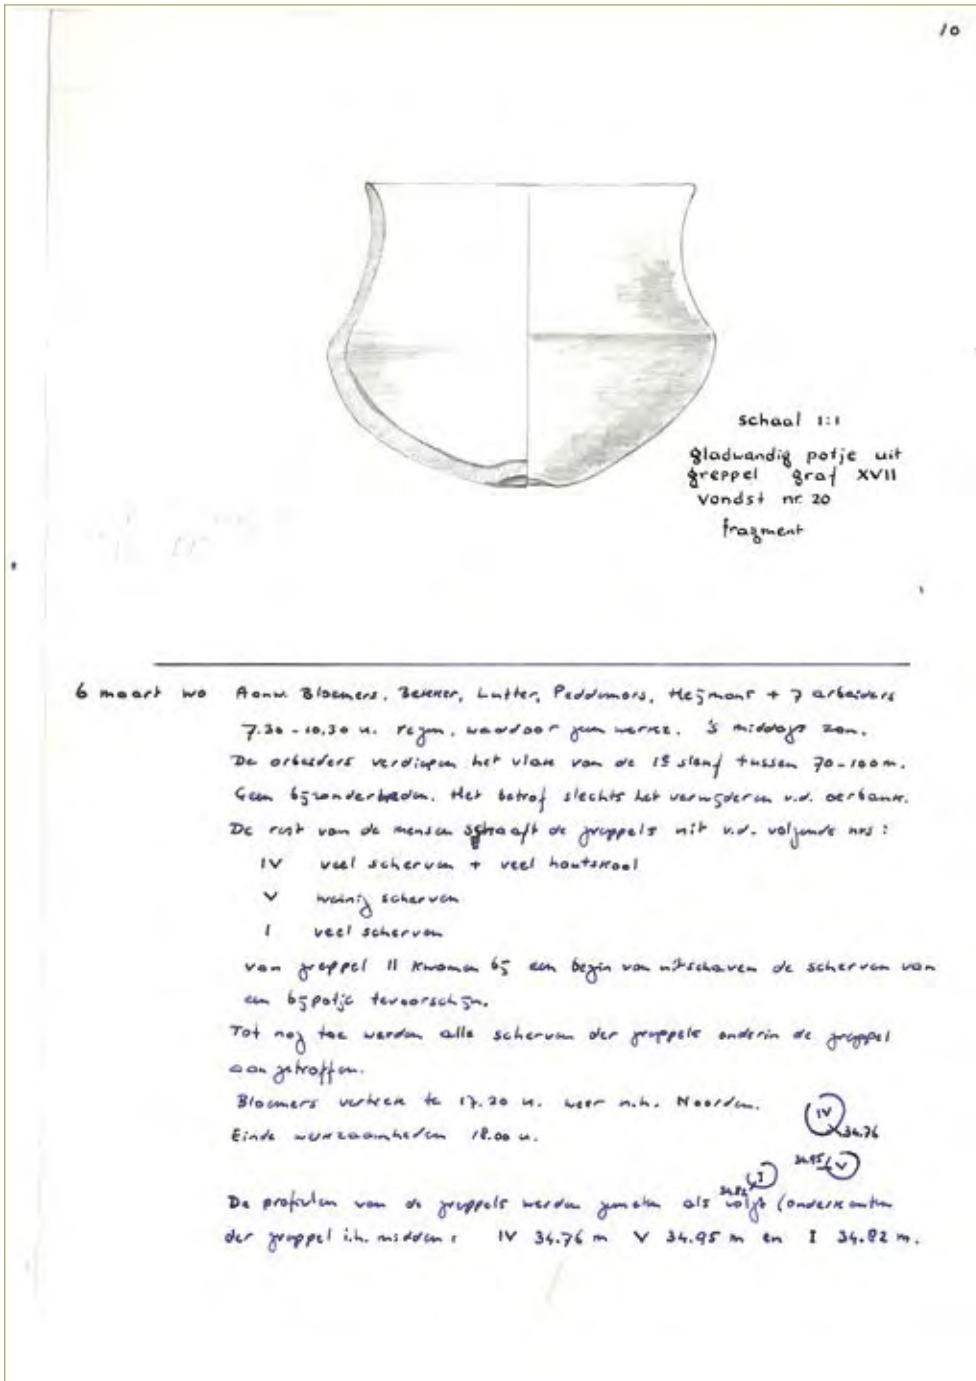 10
schaal 1:1
gladwandig potje uit
greppel graf XVII
vondst nr. 20
fragment
6 maart wo Aanw. Bloemers, Bekker, Lutter, Peddemors, Heijmans + 7 arbeiders
7.30 - 10.30 u. regen, waardoor geen werk. 's middags zon.
De arbeiders verdiepen het vlak van de 1e sleuf tussen 70-100 m.
Geen bijzonderheden. Het betrof slechts het verwijderen v.d. oerbank.
De rest van de mensen schaaft de greppels uit v.d. volgende nrs:
IV veel scherven + veel houtskool
V weinig scherven
I veel scherven
van greppel II kwamen bij een begin van uitschaven de scherven van
een bijpotje tevoorschijn.
Tot nog toe werden alle scherven der greppels onderin de greppel
aangetroffen.
Bloemers vertrekt te 17.20 u. weer n.h. Noorden.
Einde werkzaamheden 18.00 u.
IV
34.76
34.95 V
I
34.82
De profielen van de greppels werden gemeten als volgt (onderkanten
der greppel i.h. midden: IV 34.76 m V 34.95 m en I 34.82 m.